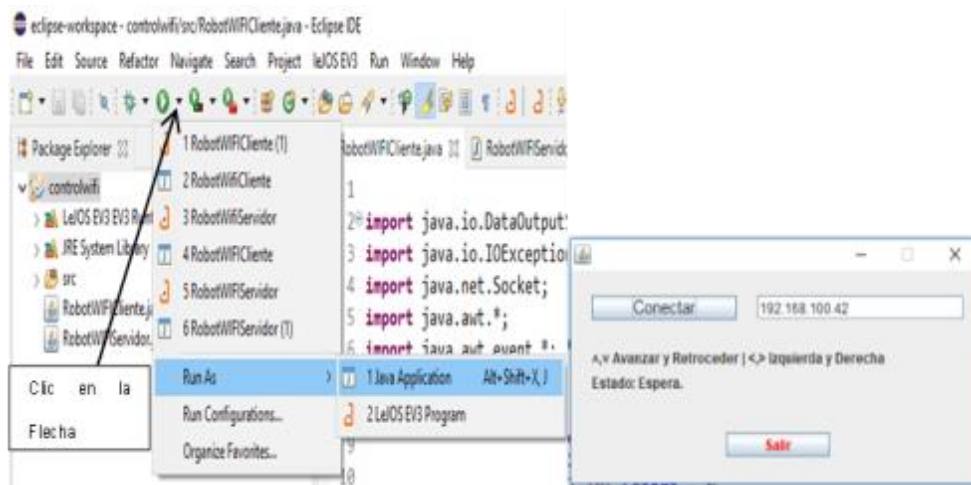 eclipse-workspace - controlwifi/src/RobotWIFICliente.java - Eclipse IDE
File Edit Source Refactor Navigate Search Project leJOS EV3 Run Window Help
Package Explorer
controlwifi
LeJOS EV3 EV3
JRE System Library
src
RobotWIFICliente.j
RobotWIFIServidor.
Clic en la
Flecha
1 RobotWIFICliente (1)
2 RobotWifiCliente
3 RobotWifiServidor
4 RobotWIFICliente
5 RobotWIFIServidor
6 RobotWIFIServidor (1)
Run As
Run Configurations...
Organize Favorites...
1 Java Application Alt+Shift+X, J
2 LeJOS EV3 Program
RobotWIFICliente.java RobotWIFIServido
1
2 import java.io.DataOutput
3 import java.io.IOException
4 import java.net.Socket;
5 import java.awt.*;
6 import java.awt.event.*;
9
10
Conectar 192.168.100.42
^,v Avanzar y Retroceder | <,> Izquierda y Derecha
Estado: Espera.
Salir